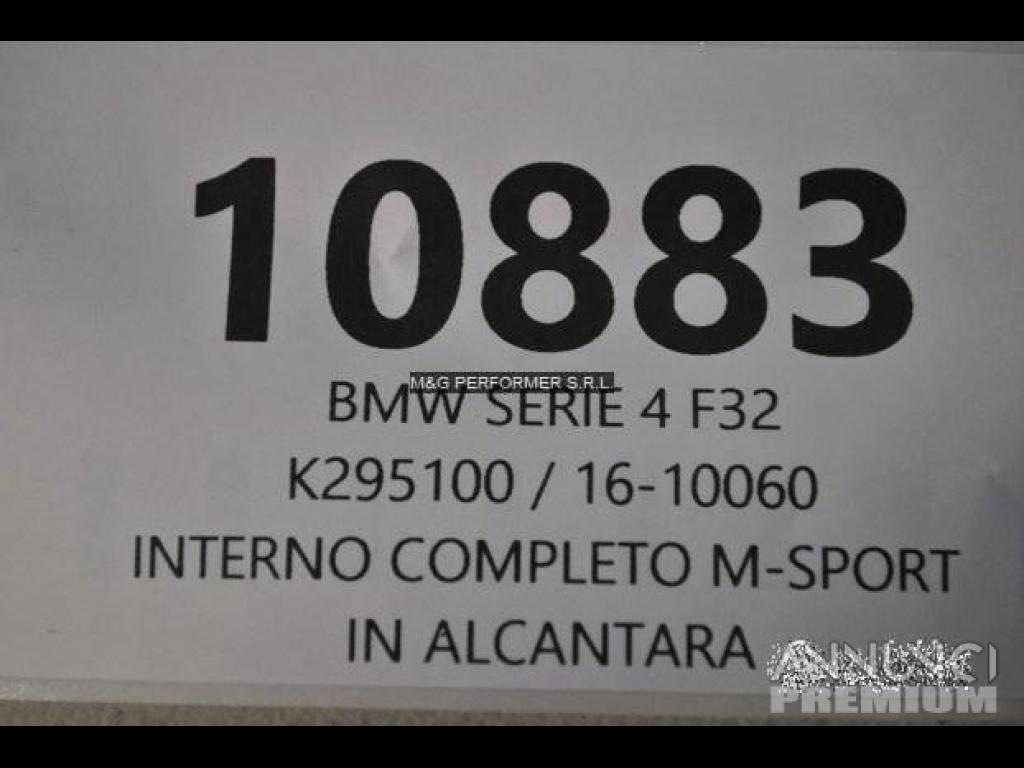 10883
M&G PERFORMER S.R.L.
BMW SERIE 4 F32
K295100 / 16-10060
INTERNO COMPLETO M-SPORT
IN ALCANTARA
ANNUNCI
PREMIUM